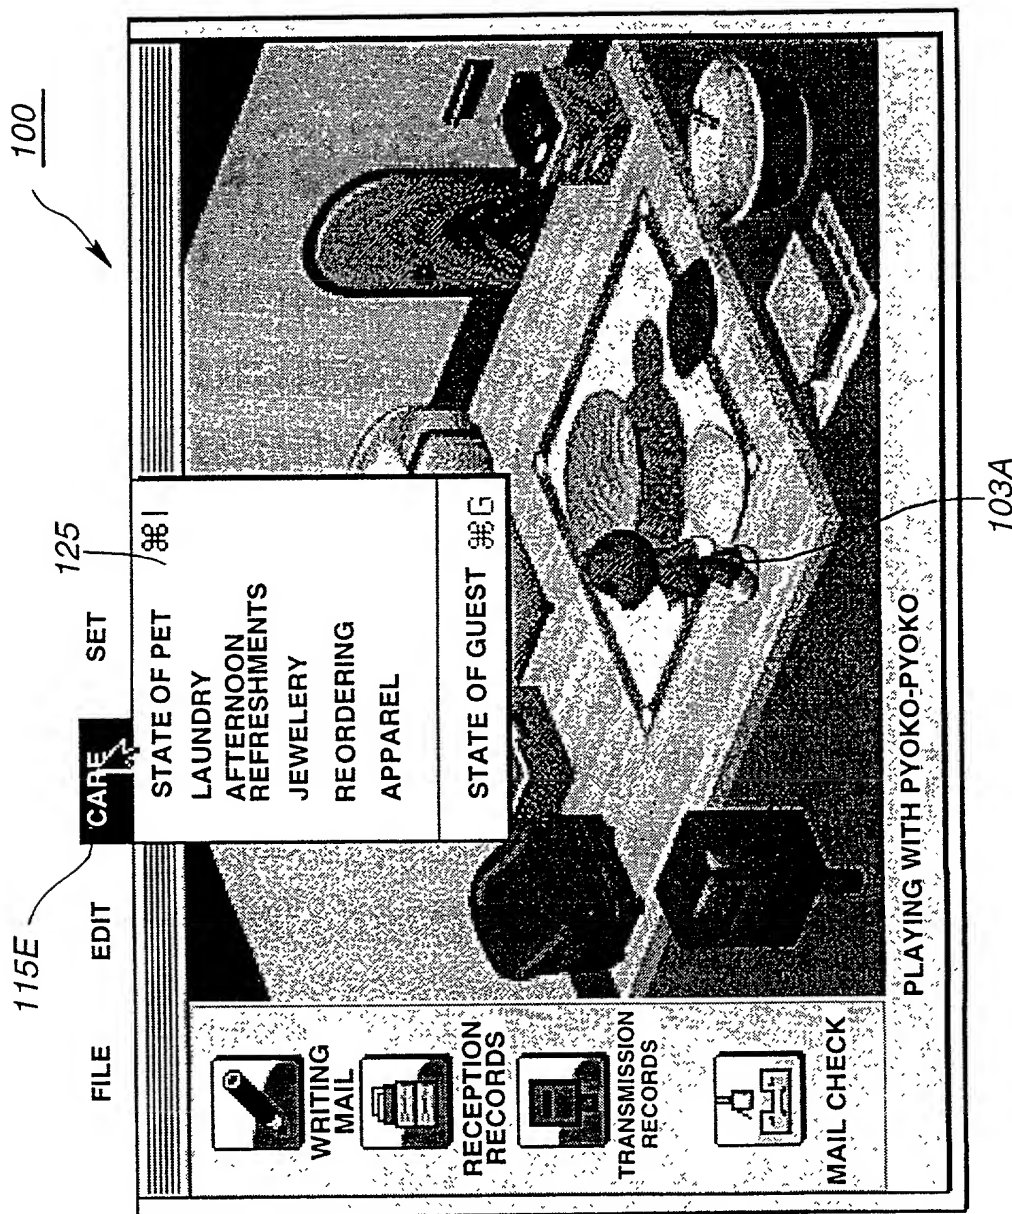 100
115E
125
FILE EDIT CARE SET
STATE OF PET ⌘I
LAUNDRY
AFTERNOON
REFRESHMENTS
JEWELERY
REORDERING
APPAREL
STATE OF GUEST ⌘G
WRITING
MAIL
RECEPTION
RECORDS
TRANSMISSION
RECORDS
MAIL CHECK
PLAYING WITH PYOKO-PYOKO
103A